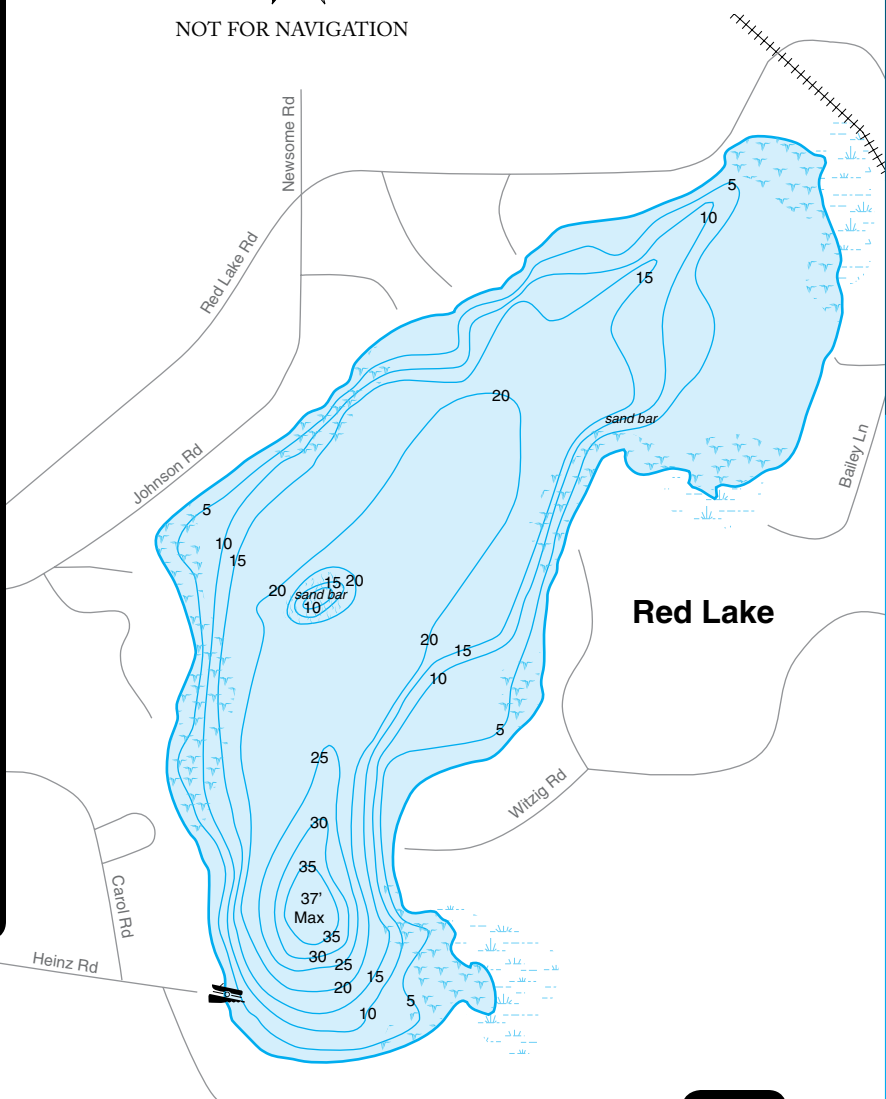 NOT FOR NAVIGATION
Newsome Rd
5
10
Red Lake Rd
15
20
sand bar
Bailey Ln
Johnson Rd
5
10
15
20
15
20
sand bar
10
Red Lake
20
15
10
5
25
Witzig Rd
30
35
37'
Max
Carol Rd
35
30
25
Heinz Rd
15
20
5
10